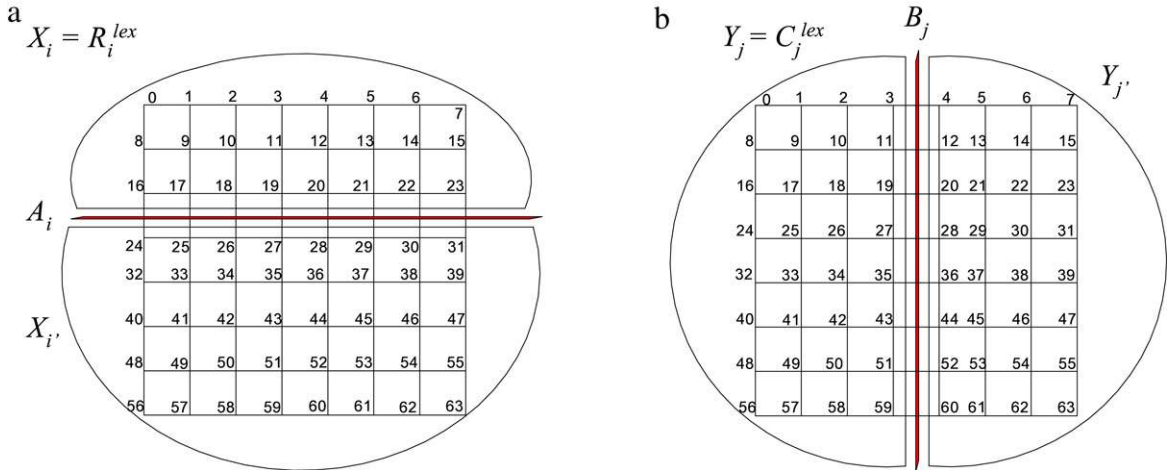 a
X_i = R_i^{lex}
0 1 2 3 4 5 6
7
8 9 10 11 12 13 14 15
16 17 18 19 20 21 22 23
A_i
24 25 26 27 28 29 30 31
32 33 34 35 36 37 38 39
X_{i'}
40 41 42 43 44 45 46 47
48 49 50 51 52 53 54 55
56 57 58 59 60 61 62 63
b
B_j
Y_j = C_j^{lex}
Y_{j'}
0 1 2 3 4 5 6 7
8 9 10 11 12 13 14 15
16 17 18 19 20 21 22 23
24 25 26 27 28 29 30 31
32 33 34 35 36 37 38 39
40 41 42 43 44 45 46 47
48 49 50 51 52 53 54 55
56 57 58 59 60 61 62 63